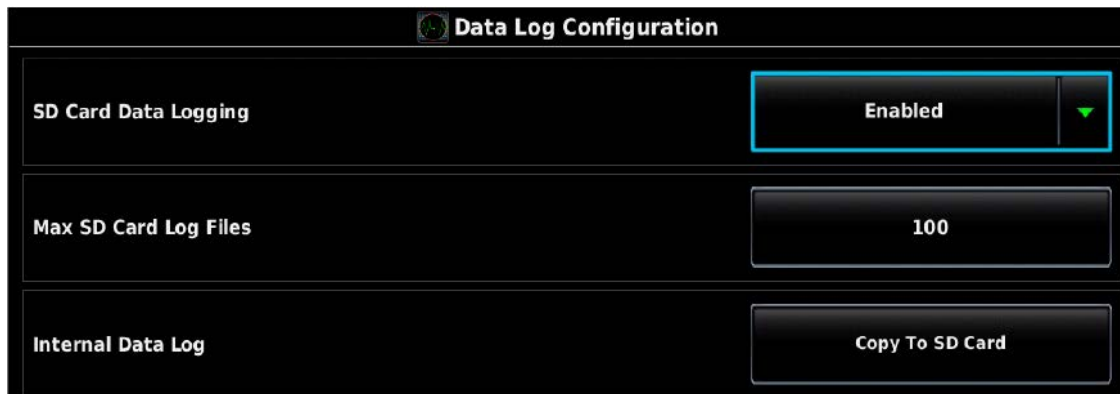 Data Log Configuration
SD Card Data Logging Enabled
Max SD Card Log Files 100
Internal Data Log Copy To SD Card